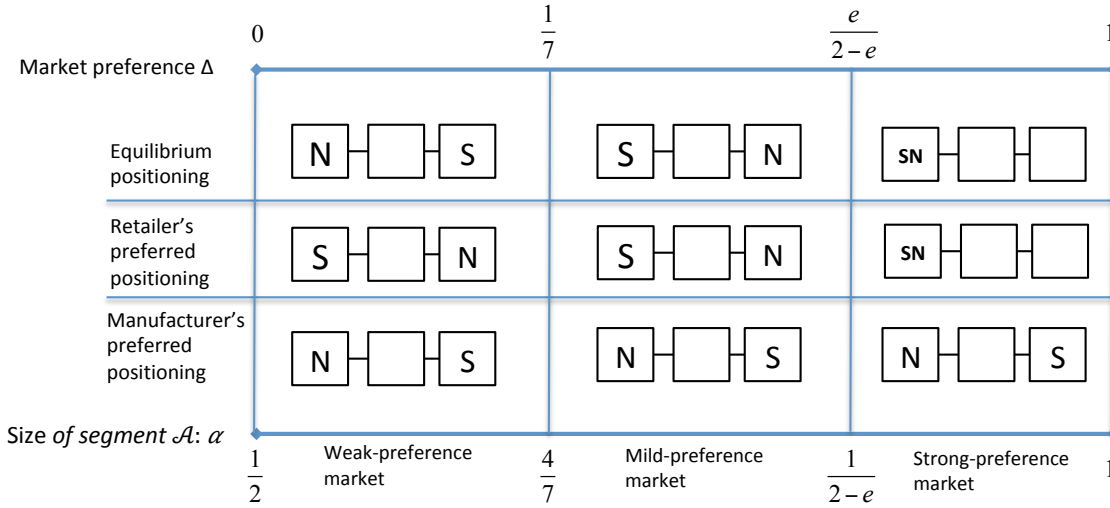 0 1/7 e/(2 − e) 1
Market preference Δ
Equilibrium
positioning
N S S N SN
Retailer's
preferred
positioning
S N S N SN
Manufacturer's
preferred
positioning
N S N S N S
Size of segment 𝒜: α
Weak-preference
market
Mild-preference
market
Strong-preference
market
1/2 4/7 1/(2 − e) 1